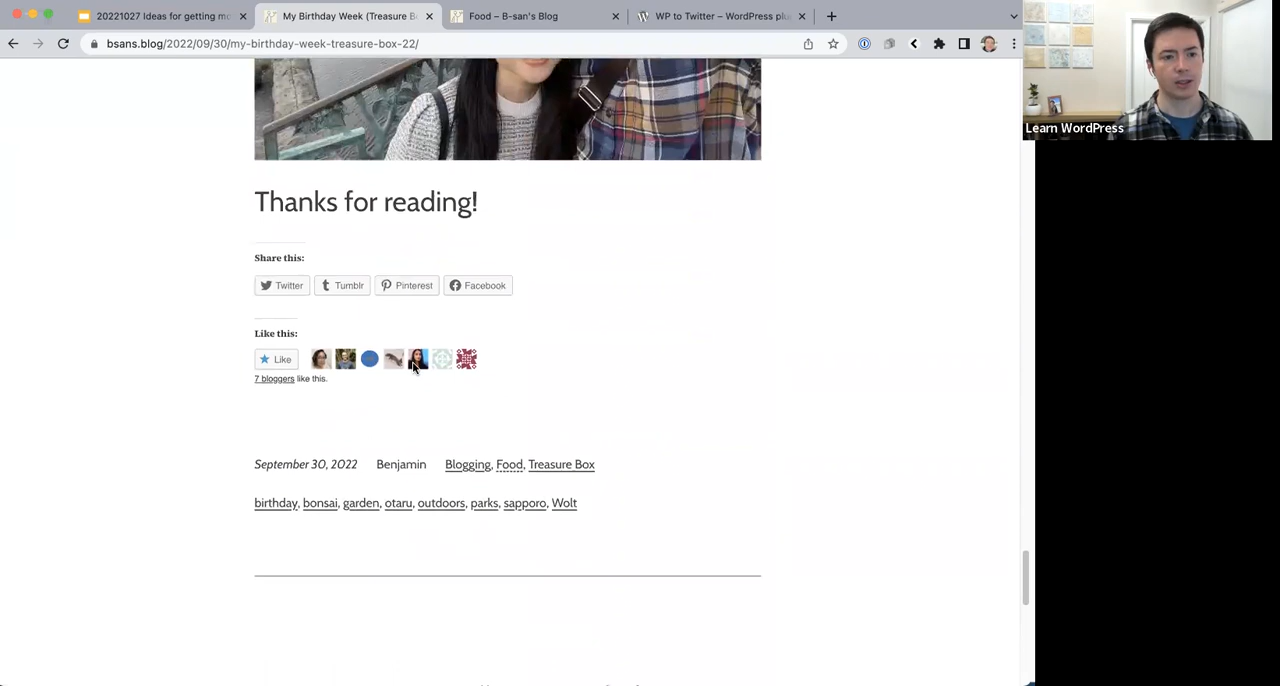 20221027 Ideas for getting mo
My Birthday Week (Treasure B
Food – B-san's Blog
WP to Twitter – WordPress plu
bsans.blog/2022/09/30/my-birthday-week-treasure-box-22/
Learn WordPress
Thanks for reading!
Share this:
Twitter Tumblr Pinterest Facebook
Like this:
Like
7 bloggers like this.
September 30, 2022 Benjamin Blogging, Food, Treasure Box
birthday, bonsai, garden, otaru, outdoors, parks, sapporo, Wolt